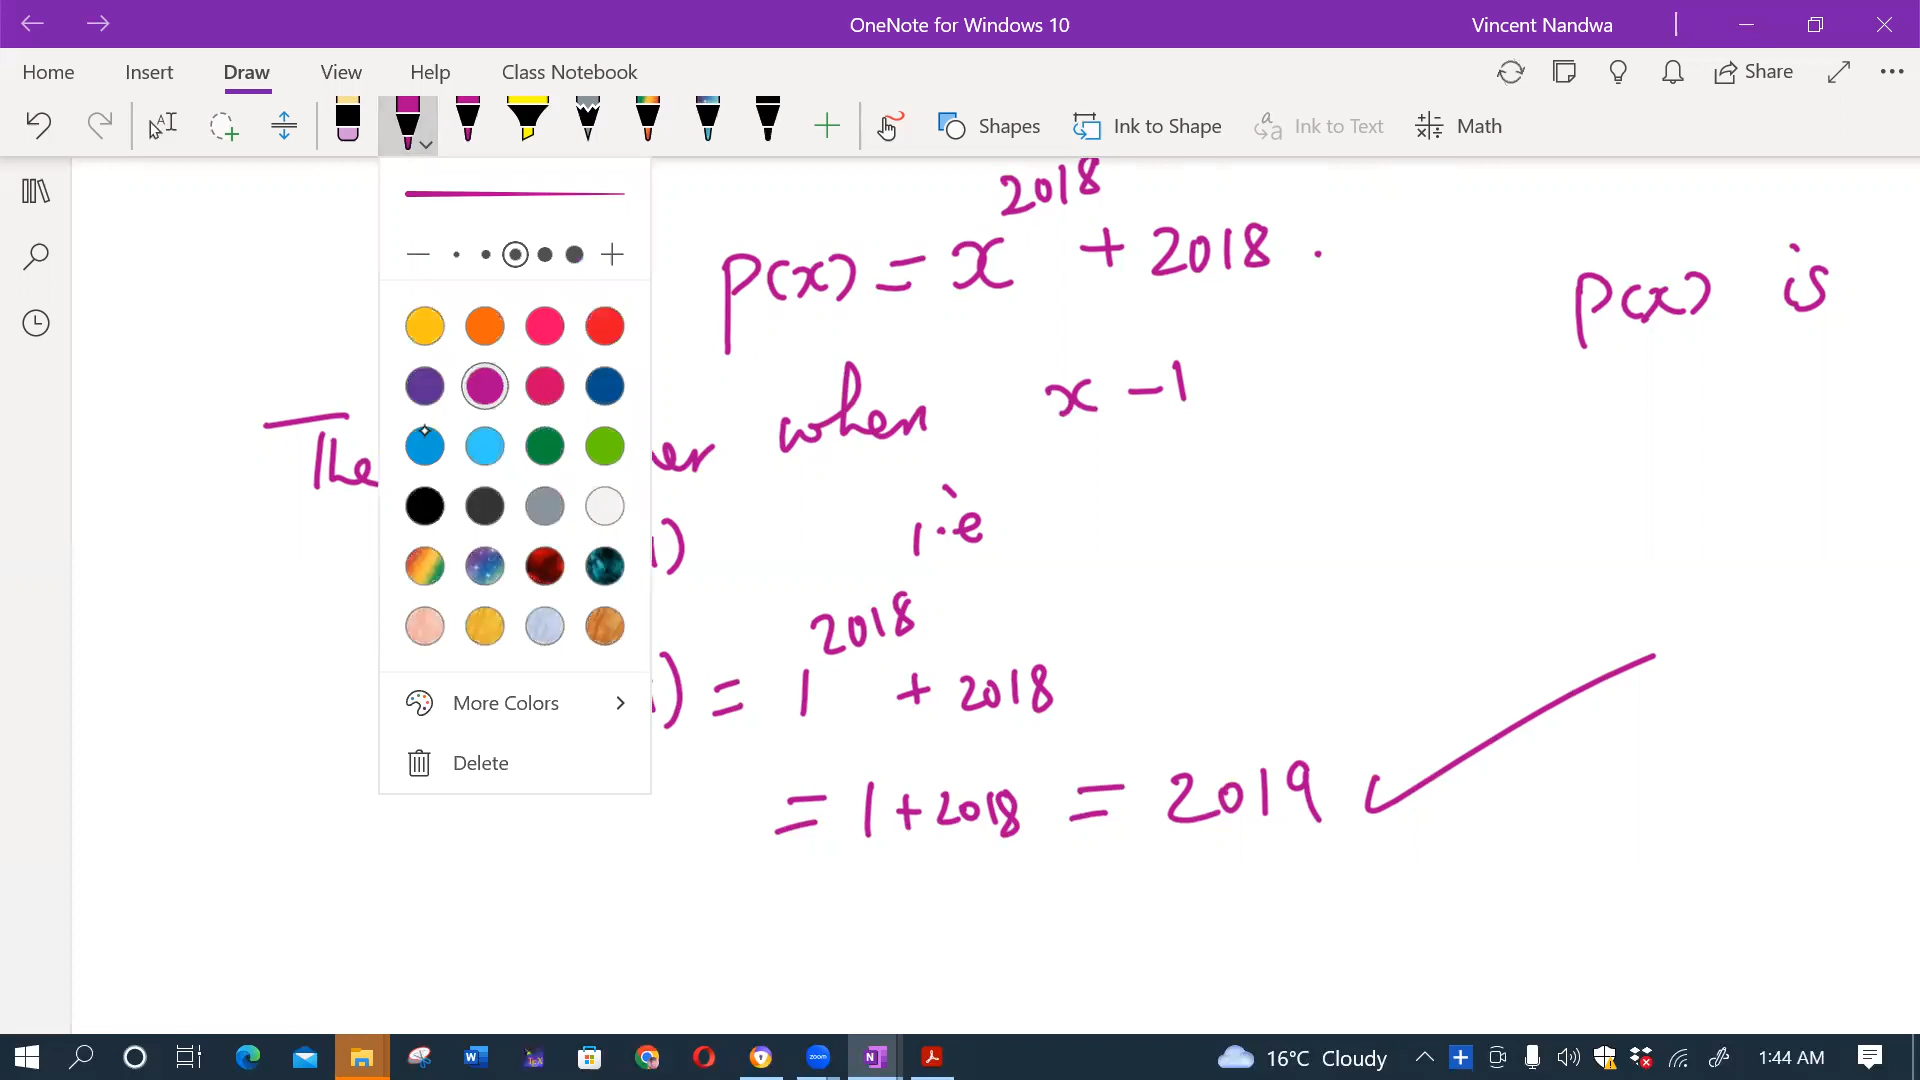 OneNote for Windows 10
Vincent Nandwa
Home Insert Draw View Help Class Notebook
Share
Shapes Ink to Shape Ink to Text Math
P(x) = x^2018 + 2018 .
P(x) is
The er when x - 1
1) i.e
) = 1^2018 + 2018
= 1 + 2018 = 2019
More Colors
Delete
16°C Cloudy
1:44 AM